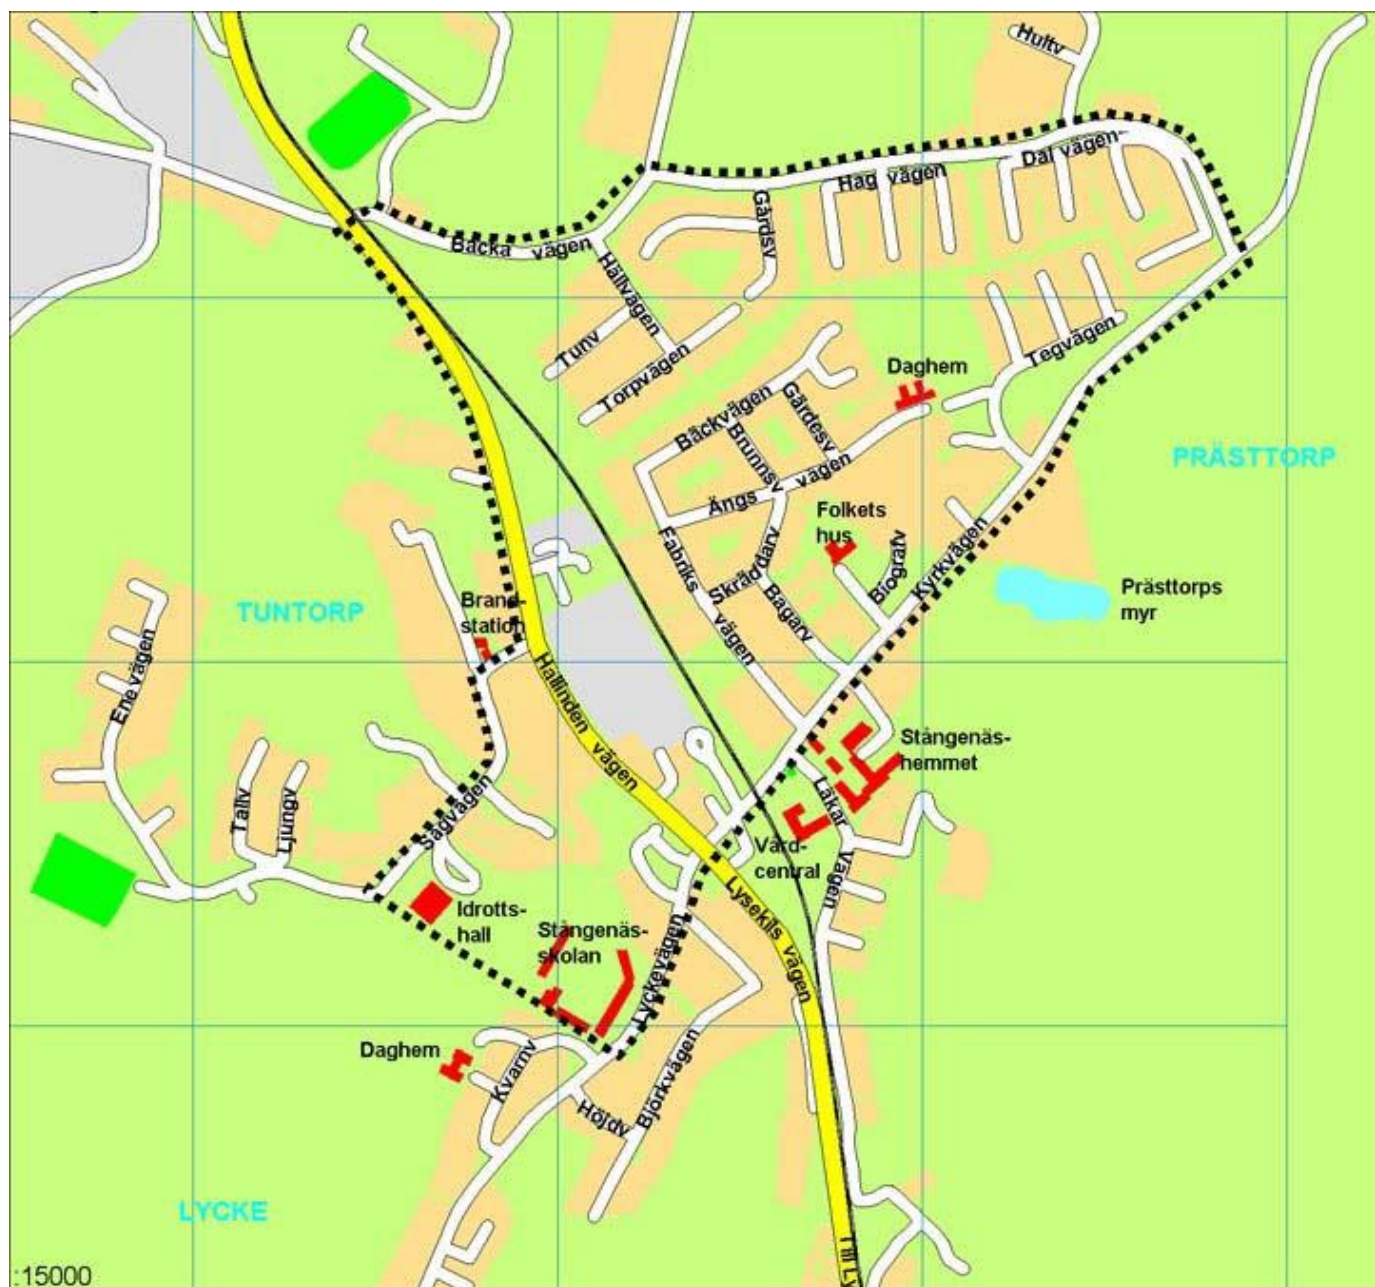 Hultv
Dal vägen
Hag vägen
Gärdsv
Bäcka vägen
Hällvägen
Tunv
Torpvägen
Tegvägen
Daghem
Bäckvägen
Gärdesv
Brunnsv
Ängs vägen
PRÄSTTORP
Folkets
hus
Fabriks vägen
Skräddarv
Biografv
Kyrkvägen
Bagarv
Prästtorps
myr
TUNTORP
Brand-
station
Ene vägen
Hallinden vägen
Stångenäs-
hemmet
Tallv
Ljungv
Sågvägen
Läkar Vägen
Vård-
central
Idrotts-
hall
Stångenäs-
skolan
Lysekils vägen
Lyckevägen
Daghem
Kvarnv
Höjdv
Björkvägen
LYCKE
Till Ly
:15000